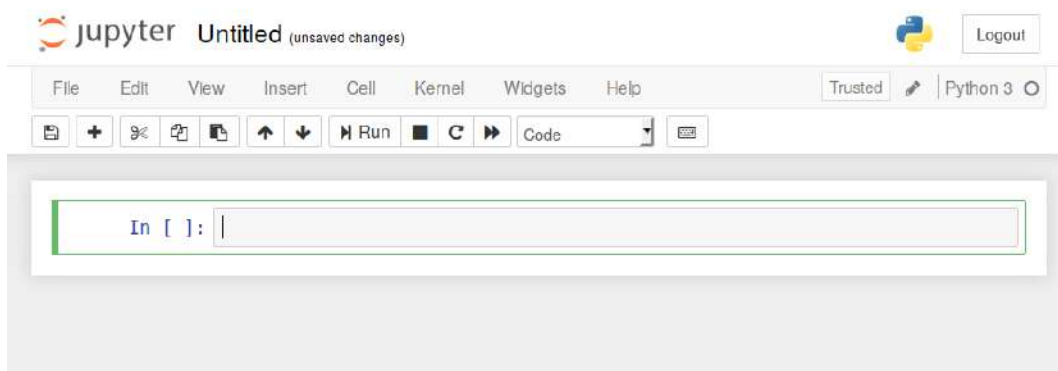 jupyter Untitled (unsaved changes) Logout
File Edit View Insert Cell Kernel Widgets Help Trusted Python 3
Run Code
In [ ]: